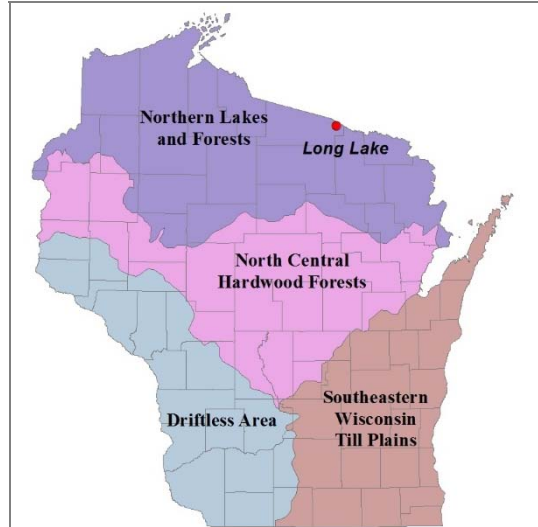 Northern Lakes
and Forests
Long Lake
North Central
Hardwood Forests
Driftless Area
Southeastern
Wisconsin
Till Plains